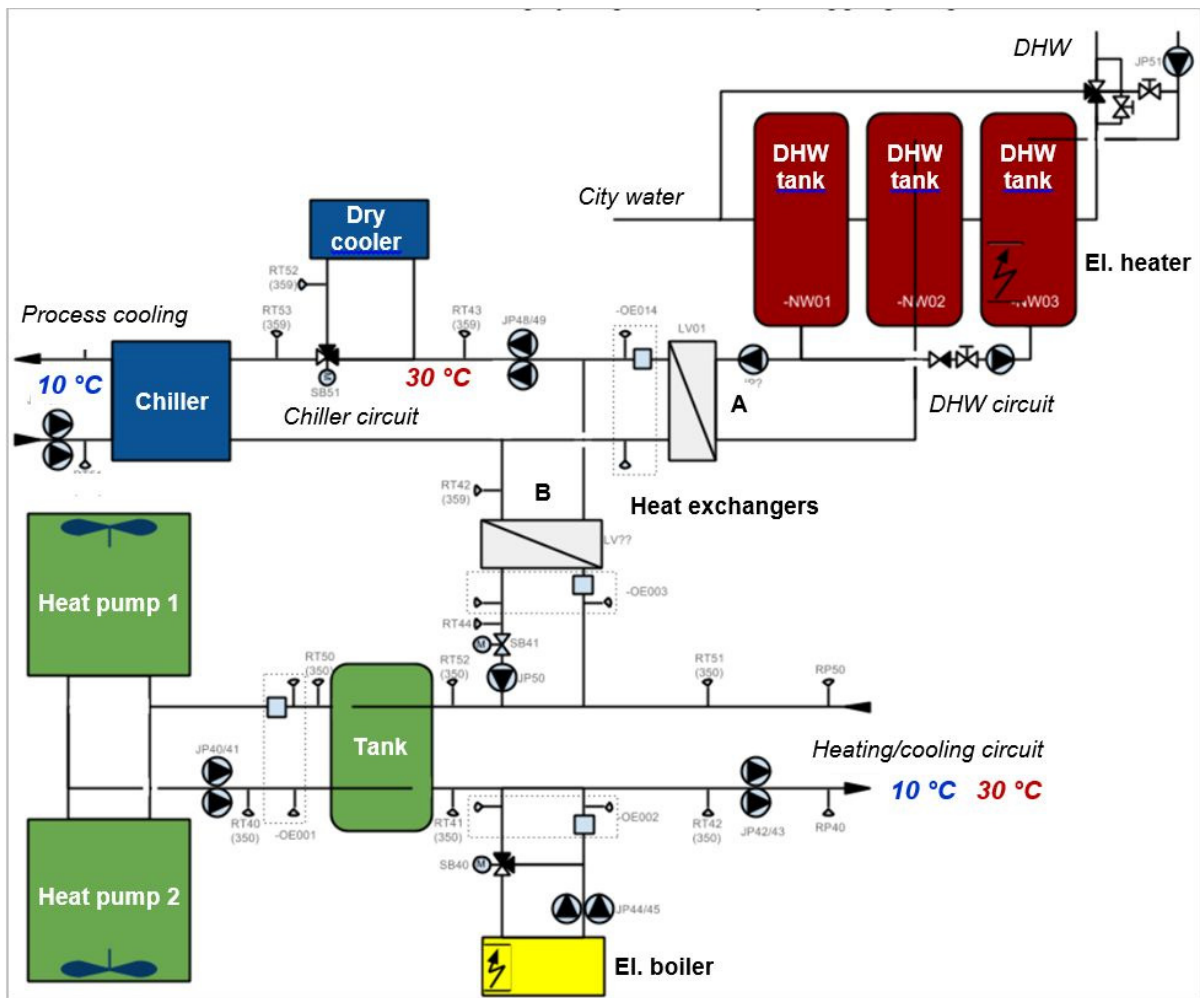 DHW
JP51
DHW
tank
DHW
tank
DHW
tank
City water
El. heater
-NW01
-NW02
-NW03
Dry
cooler
RT52
(359)
Process cooling
RT53
(359)
RT43
(359)
JP48/49
-OE014
LV01
10 °C
Chiller
SB51
30 °C
Chiller circuit
A
DHW circuit
RT42
(359)
B
Heat exchangers
LV??
Heat pump 1
-OE003
RT44
M
SB41
RT50
(350)
RT52
(350)
JP50
RT51
(350)
RP50
Tank
JP40/41
Heating/cooling circuit
10 °C 30 °C
RT40
(350)
-OE001
RT41
(350)
-OE002
RT42
(350)
JP42/43
RP40
SB40
M
Heat pump 2
JP44/45
El. boiler